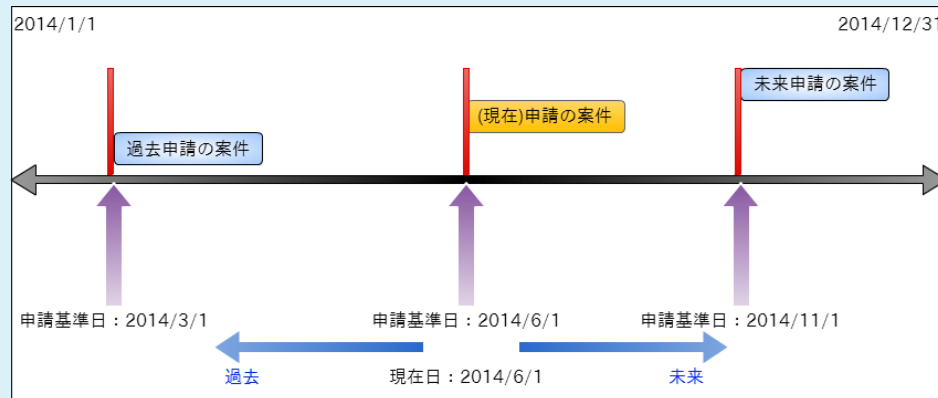 2014/1/1
2014/12/31
未来申請の案件
(現在)申請の案件
過去申請の案件
申請基準日：2014/3/1
申請基準日：2014/6/1
申請基準日：2014/11/1
過去
現在日：2014/6/1
未来